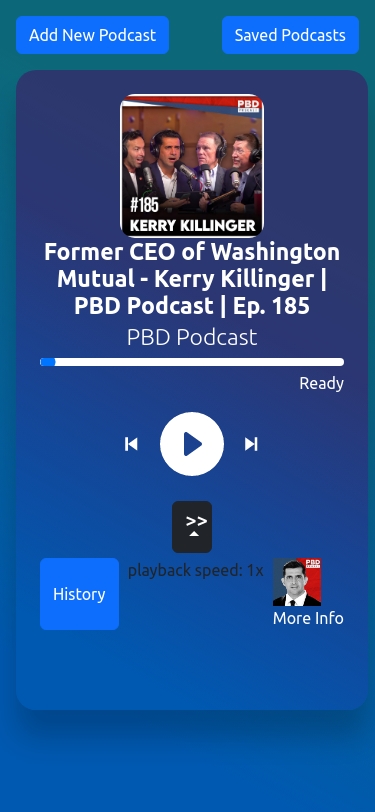 Add New Podcast
Saved Podcasts
PBD
PODCAST
#185
KERRY KILLINGER
Former CEO of Washington
Mutual - Kerry Killinger |
PBD Podcast | Ep. 185
PBD Podcast
Ready
>>
History
playback speed: 1x
PBD
More Info